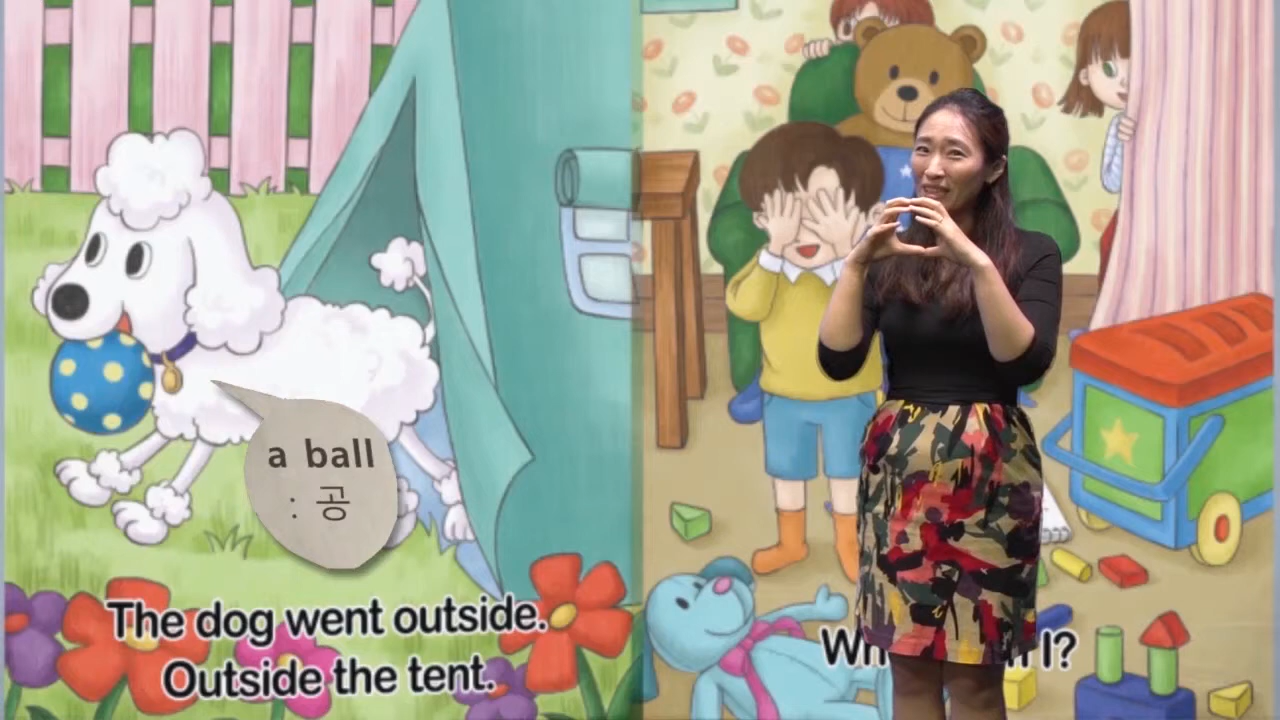 a ball
: 공
The dog went outside.
Outside the tent.
I?